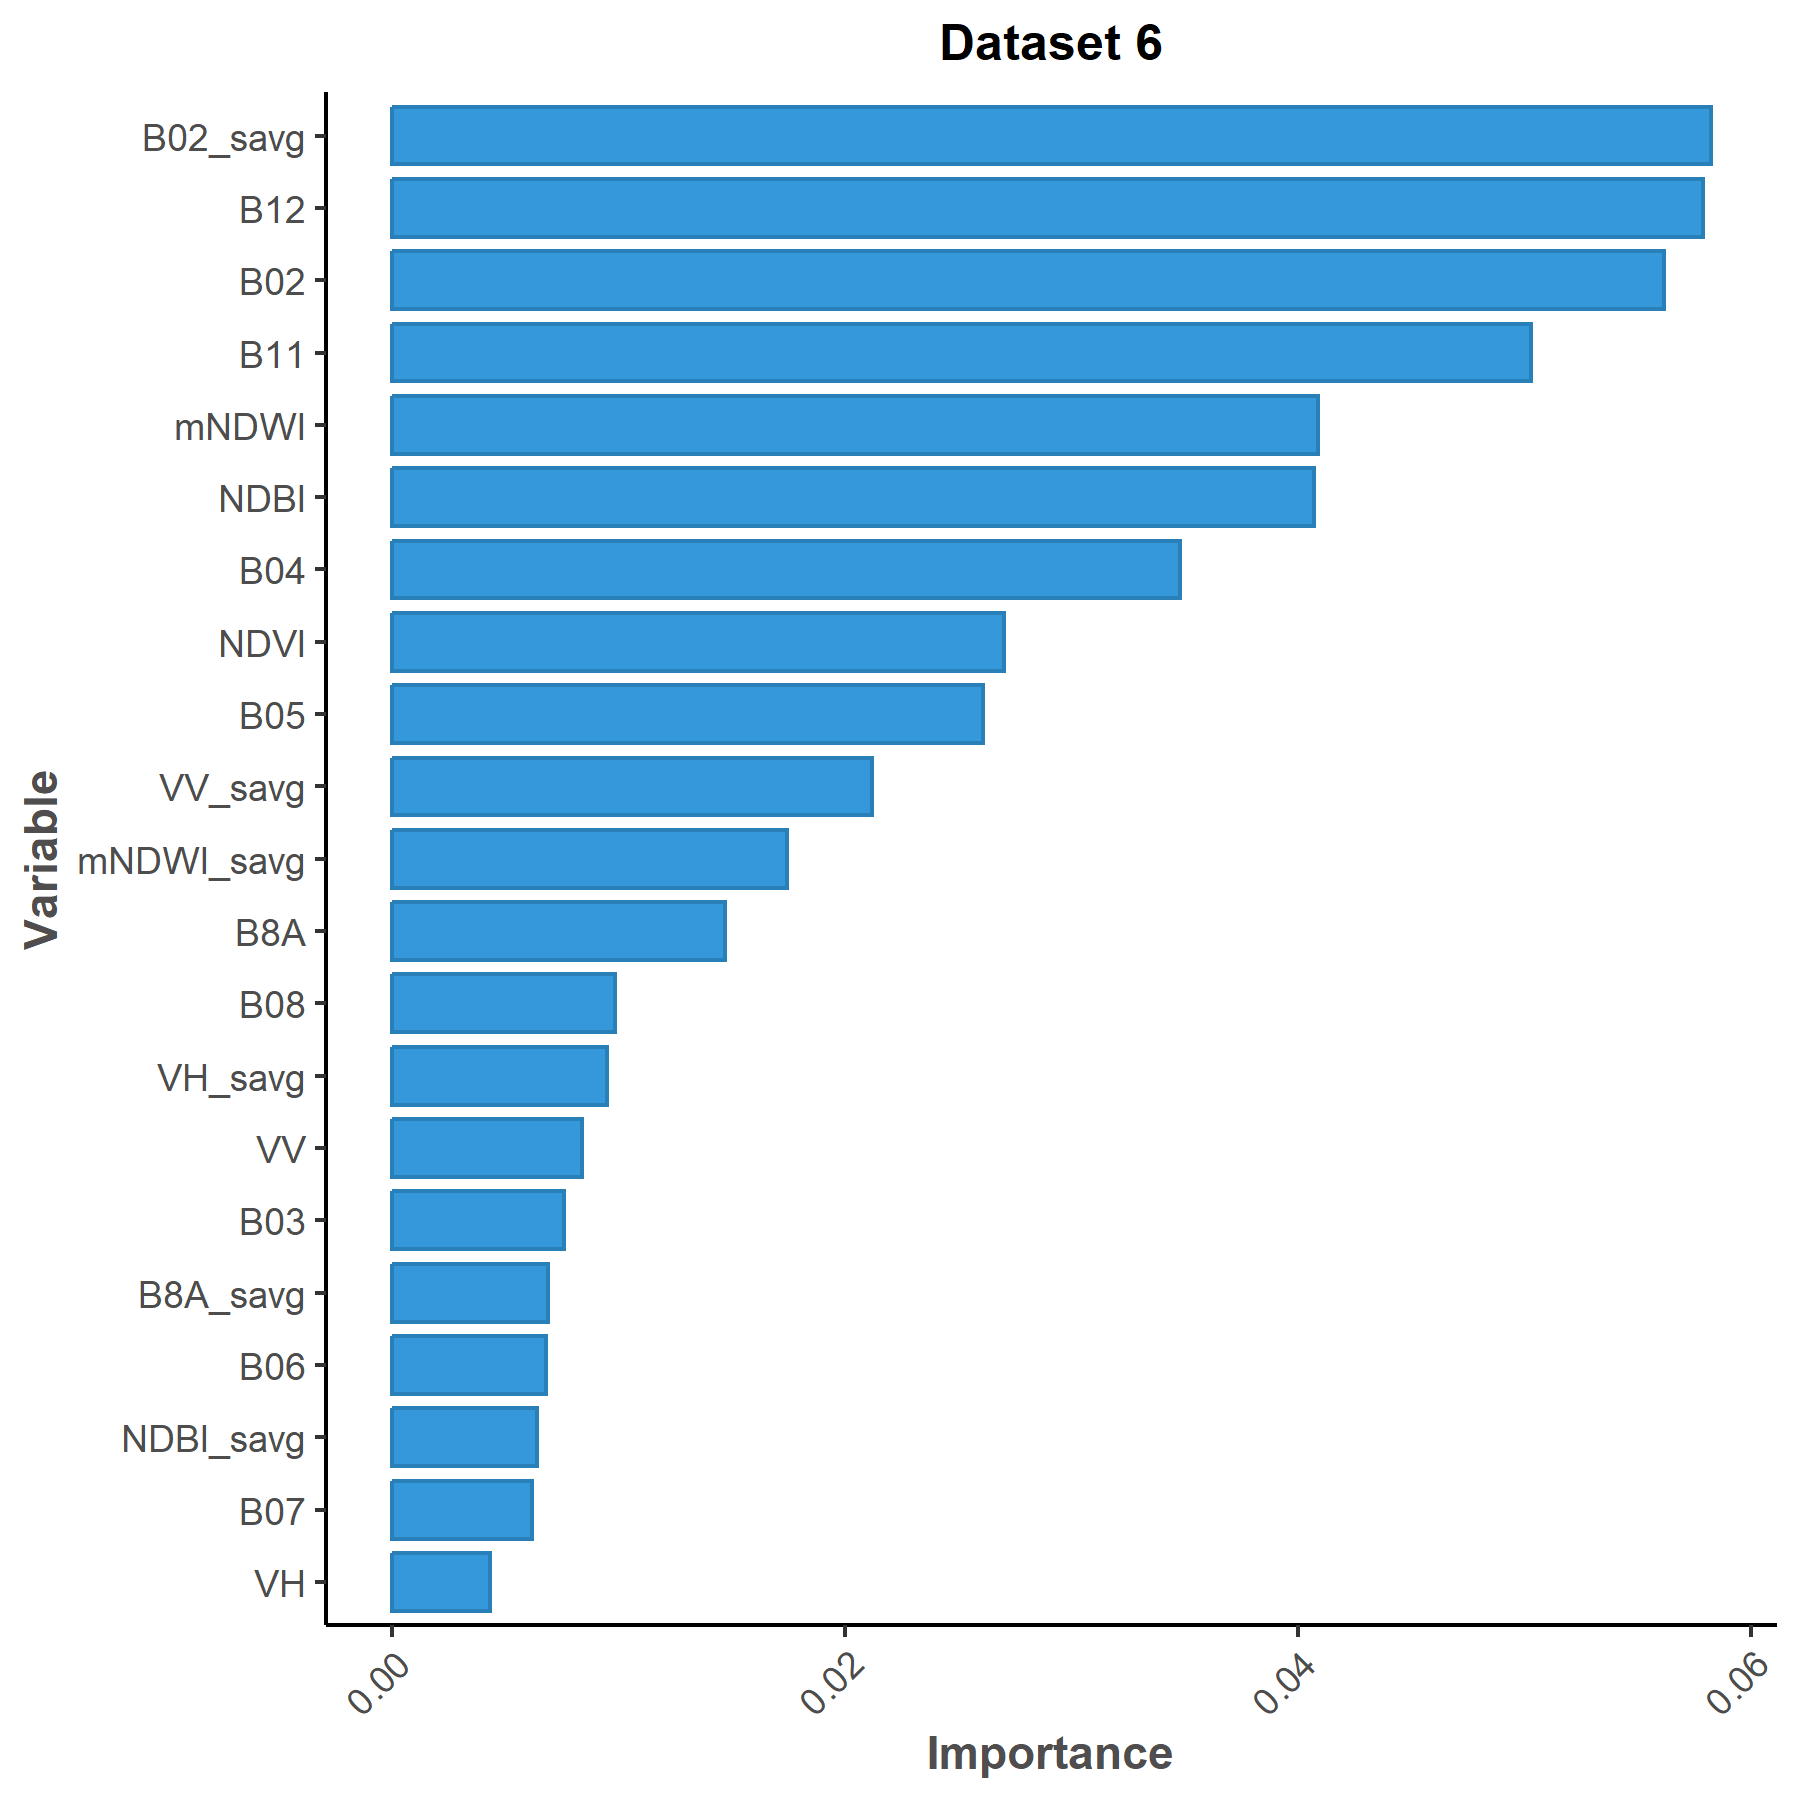 Dataset 6
Variable
B02_savg
B12
B02
B11
mNDWI
NDBI
B04
NDVI
B05
VV_savg
mNDWI_savg
B8A
B08
VH_savg
VV
B03
B8A_savg
B06
NDBI_savg
B07
VH
0.00
0.02
0.04
0.06
Importance